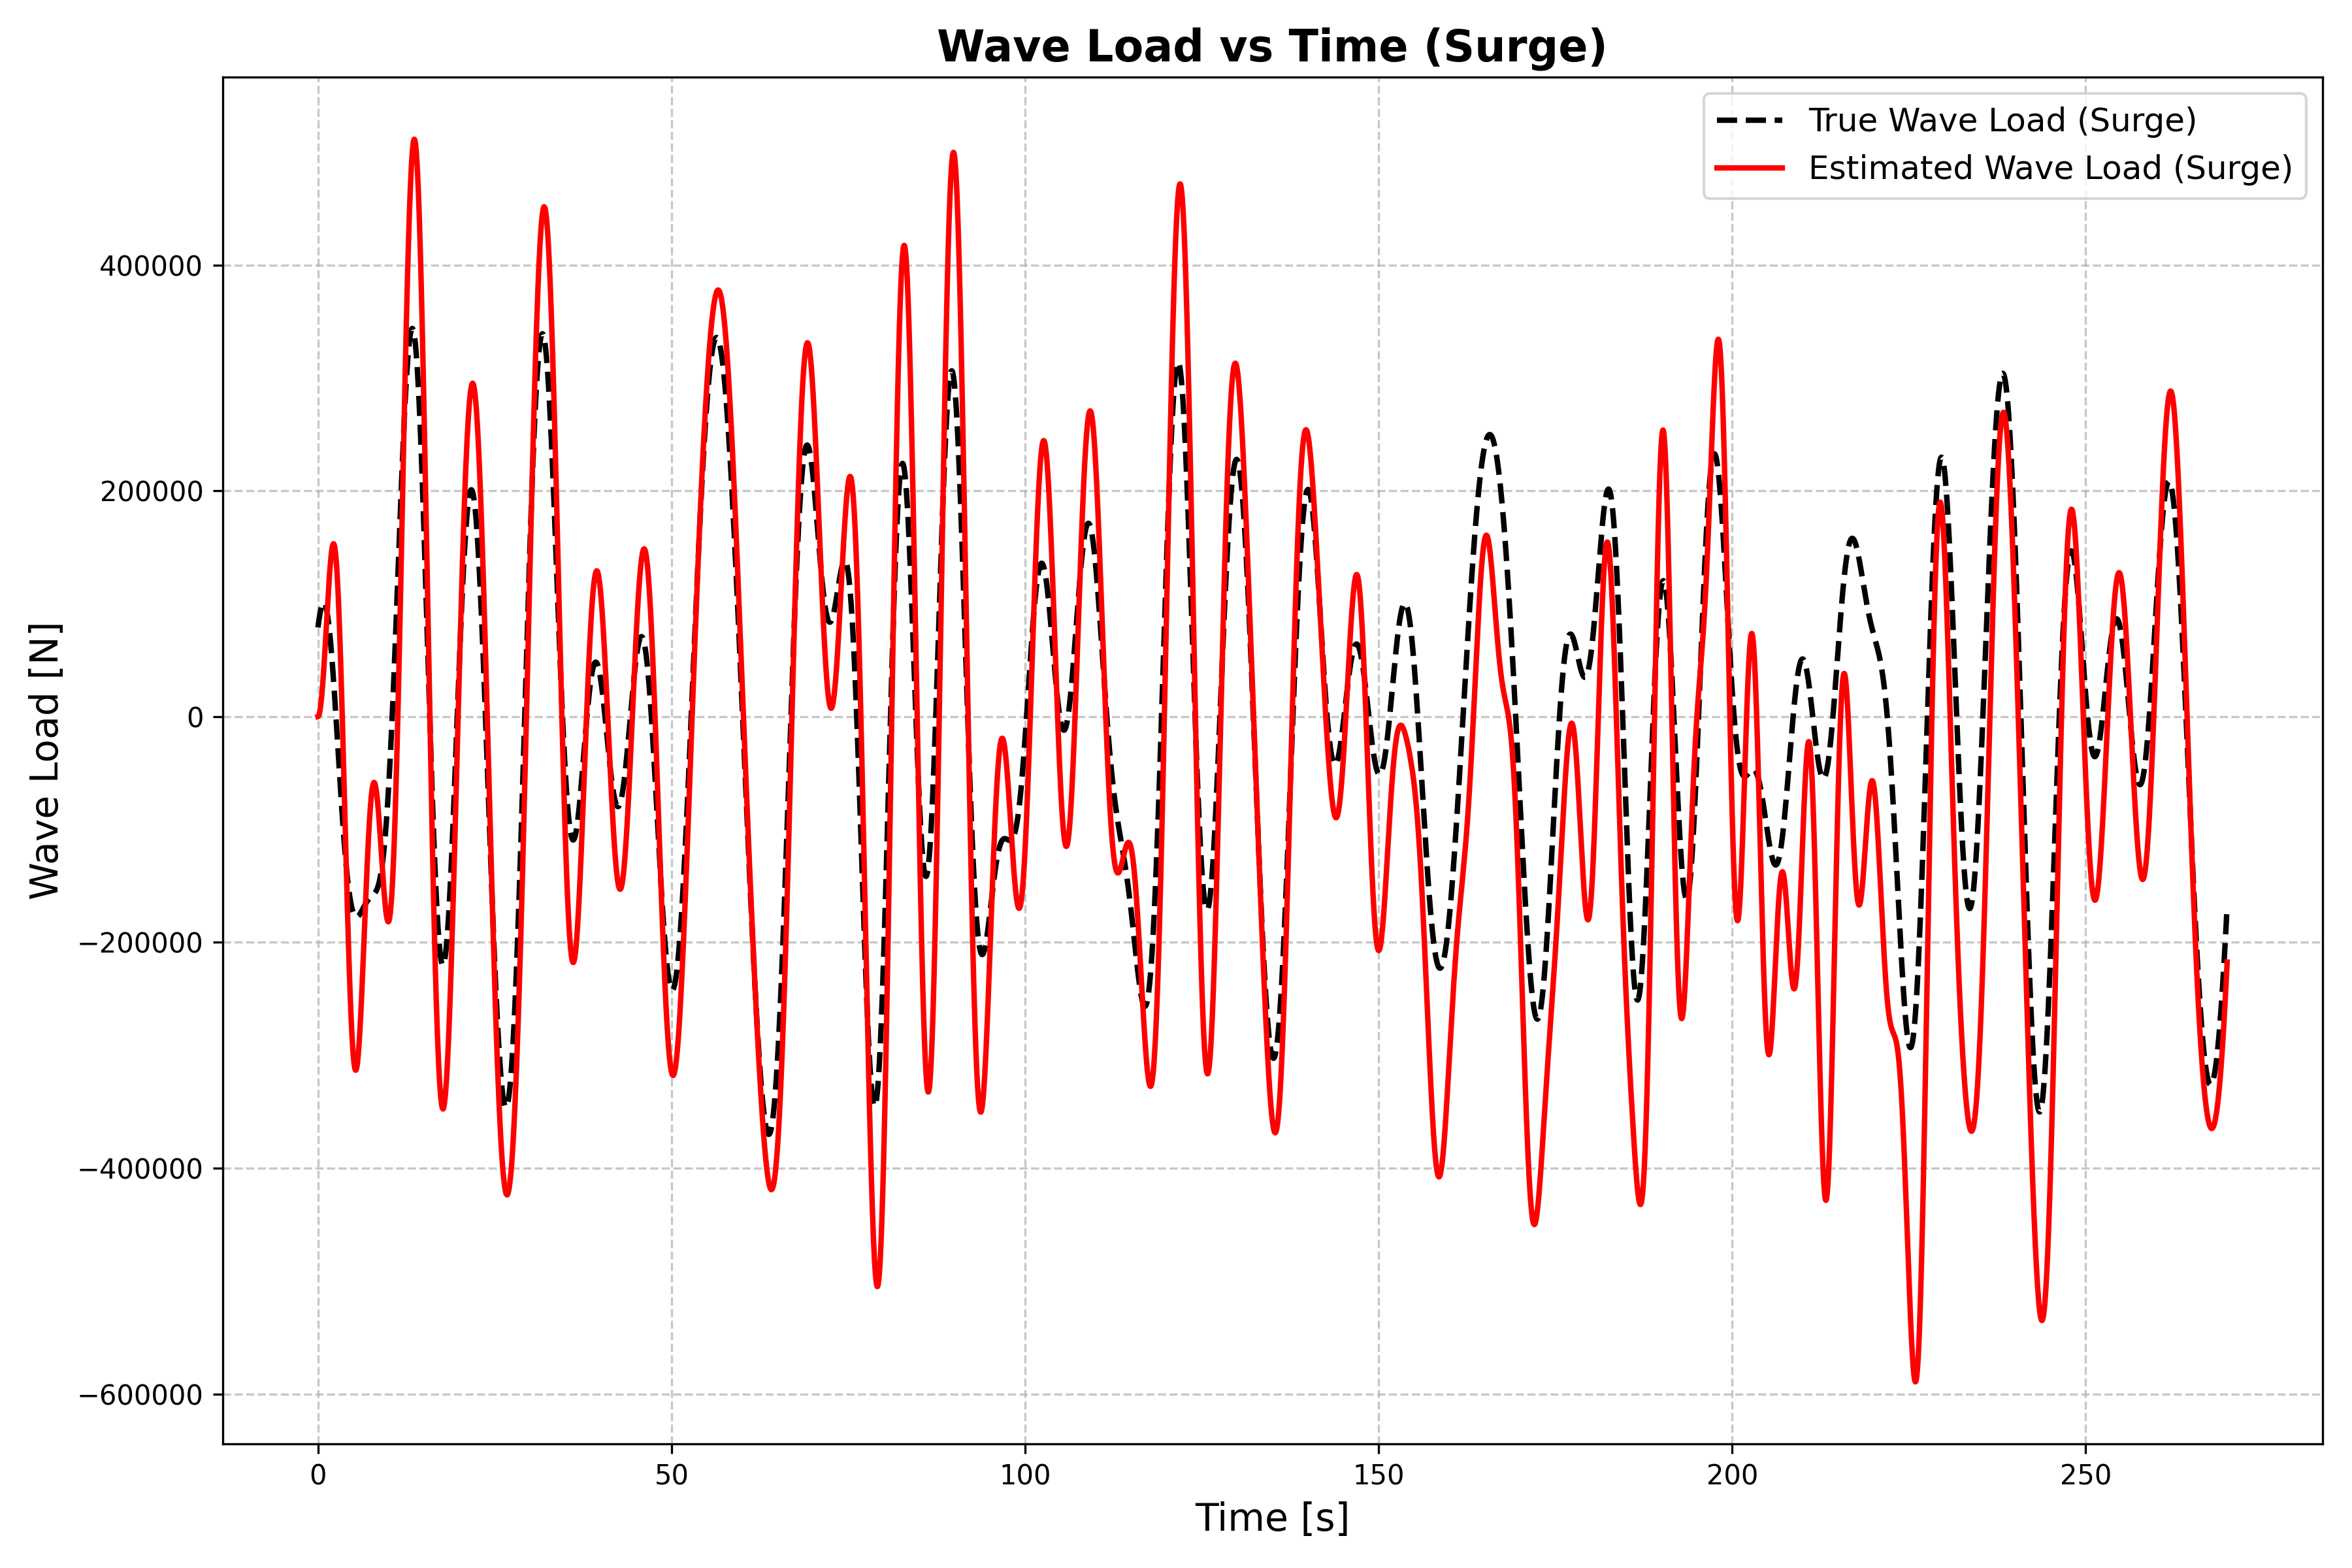 Wave Load vs Time (Surge)
True Wave Load (Surge)
Estimated Wave Load (Surge)
Wave Load [N]
400000
200000
0
−200000
−400000
−600000
0
50
100
150
200
250
Time [s]